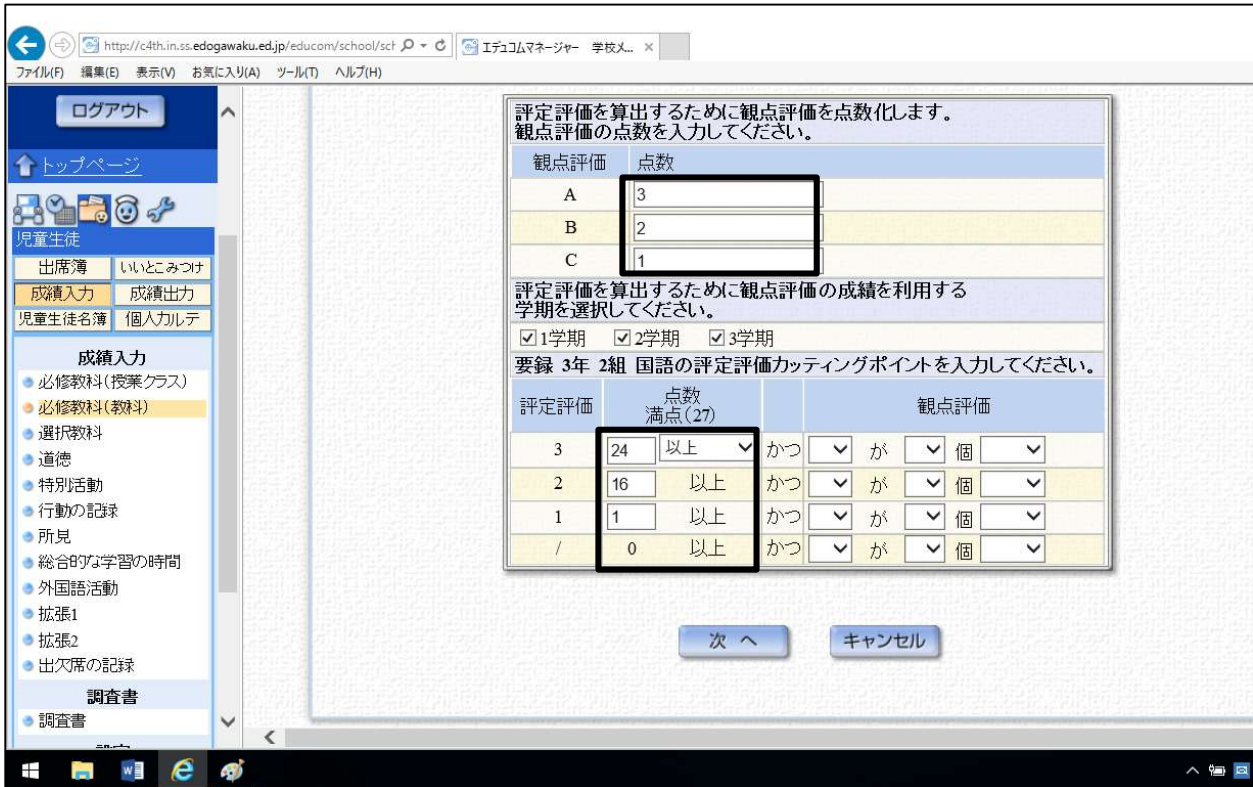 http://c4th.in.ss.edogawaku.ed.jp/educom/school/sch
エデュコムマネージャー 学校メ... ×
ファイル(F) 編集(E) 表示(V) お気に入り(A) ツール(T) ヘルプ(H)
ログアウト
トップページ
児童生徒
出席簿 いいとこみつけ
成績入力 成績出力
児童生徒名簿 個人カルテ
成績入力
必修教科(授業クラス)
必修教科(教科)
選択教科
道徳
特別活動
行動の記録
所見
総合的な学習の時間
外国語活動
拡張1
拡張2
出欠席の記録
調査書
調査書
評定評価を算出するために観点評価を点数化します。
観点評価の点数を入力してください。
観点評価 点数
A 3
B 2
C 1
評定評価を算出するために観点評価の成績を利用する
学期を選択してください。
1学期 2学期 3学期
要録 3年 2組 国語の評定評価カッティングポイントを入力してください。
評定評価 点数 満点(27) 観点評価
3 24 以上 かつ が 個
2 16 以上 かつ が 個
1 1 以上 かつ が 個
/ 0 以上 かつ が 個
次 へ キャンセル